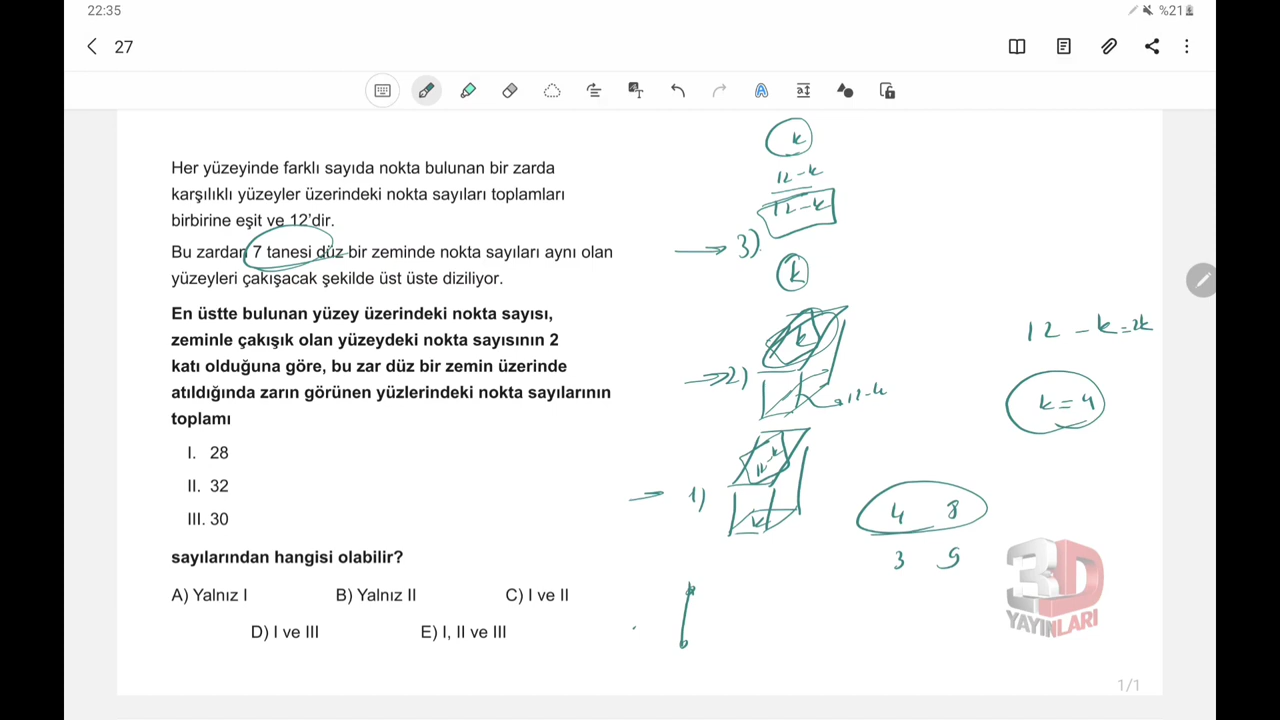 22:35
%21
27
Her yüzeyinde farklı sayıda nokta bulunan bir zarda
karşılıklı yüzeyler üzerindeki nokta sayıları toplamları
birbirine eşit ve 12'dir.
Bu zardan 7 tanesi düz bir zeminde nokta sayıları aynı olan
yüzeyleri çakışacak şekilde üst üste diziliyor.
En üstte bulunan yüzey üzerindeki nokta sayısı,
zeminle çakışık olan yüzeydeki nokta sayısının 2
katı olduğuna göre, bu zar düz bir zemin üzerinde
atıldığında zarın görünen yüzlerindeki nokta sayılarının
toplamı
I. 28
II. 32
III. 30
sayılarından hangisi olabilir?
A) Yalnız I B) Yalnız II C) I ve II
D) I ve III E) I, II ve III
k
12-k
12-k
3)
k
k
2)
12-k
12-k
1)
k
12-k=2k
k=4
4 8
3 9
3D
YAYINLARI
1/1